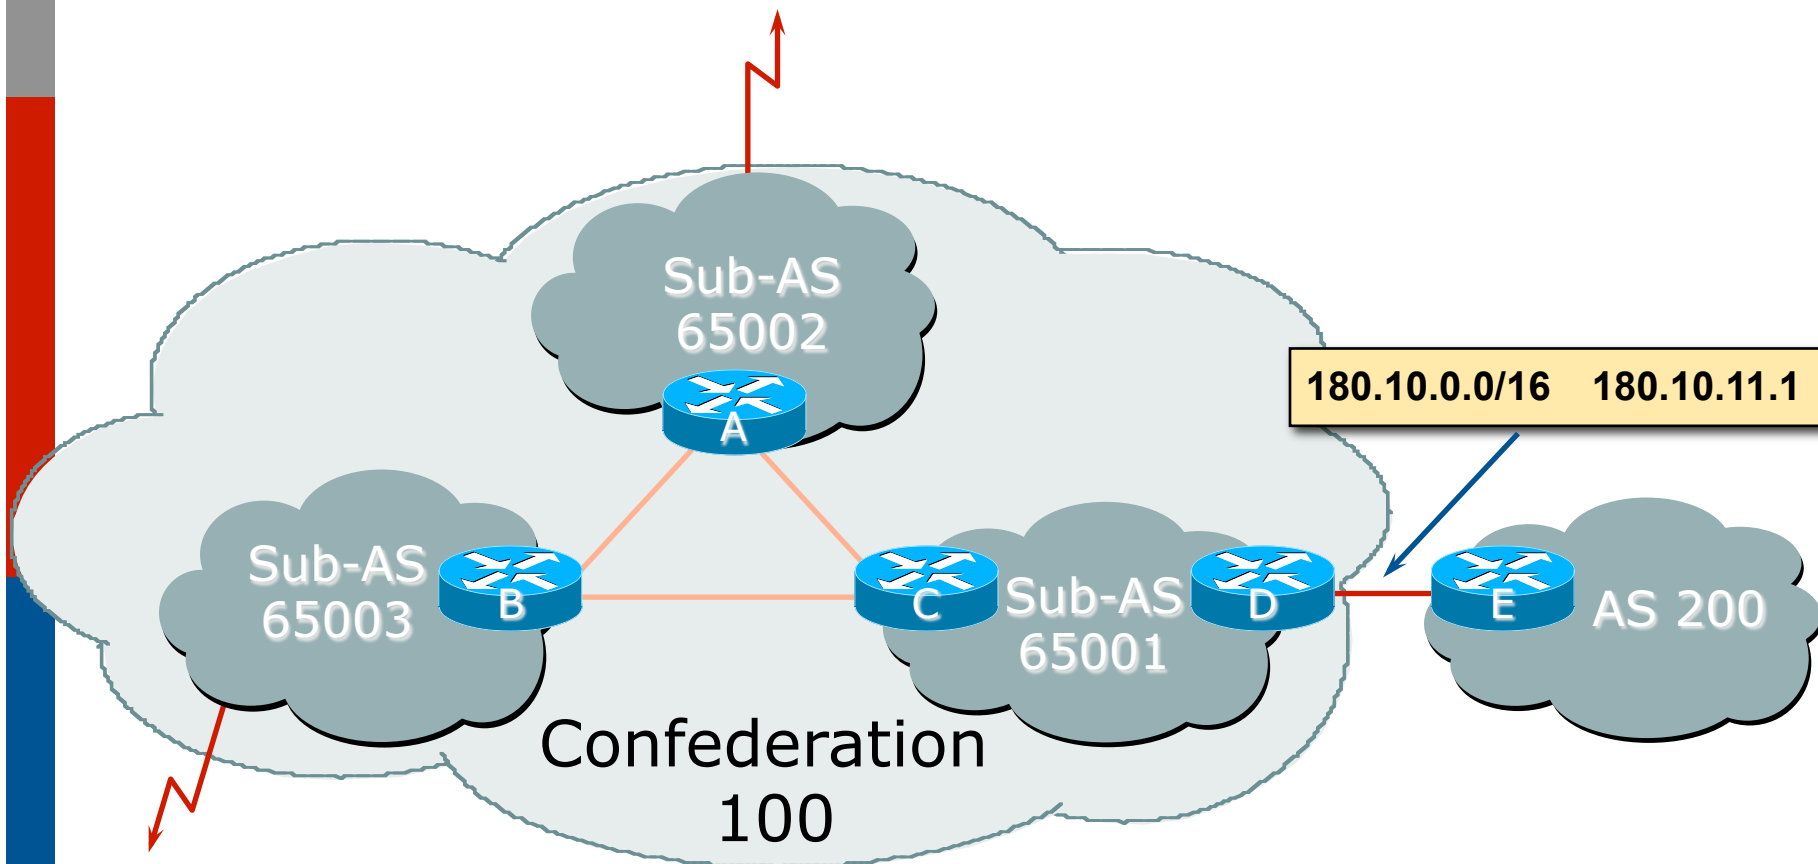 Sub-AS
65002
A
180.10.0.0/16 180.10.11.1
Sub-AS
65003
B
C
Sub-AS
65001
D
E
AS 200
Confederation
100